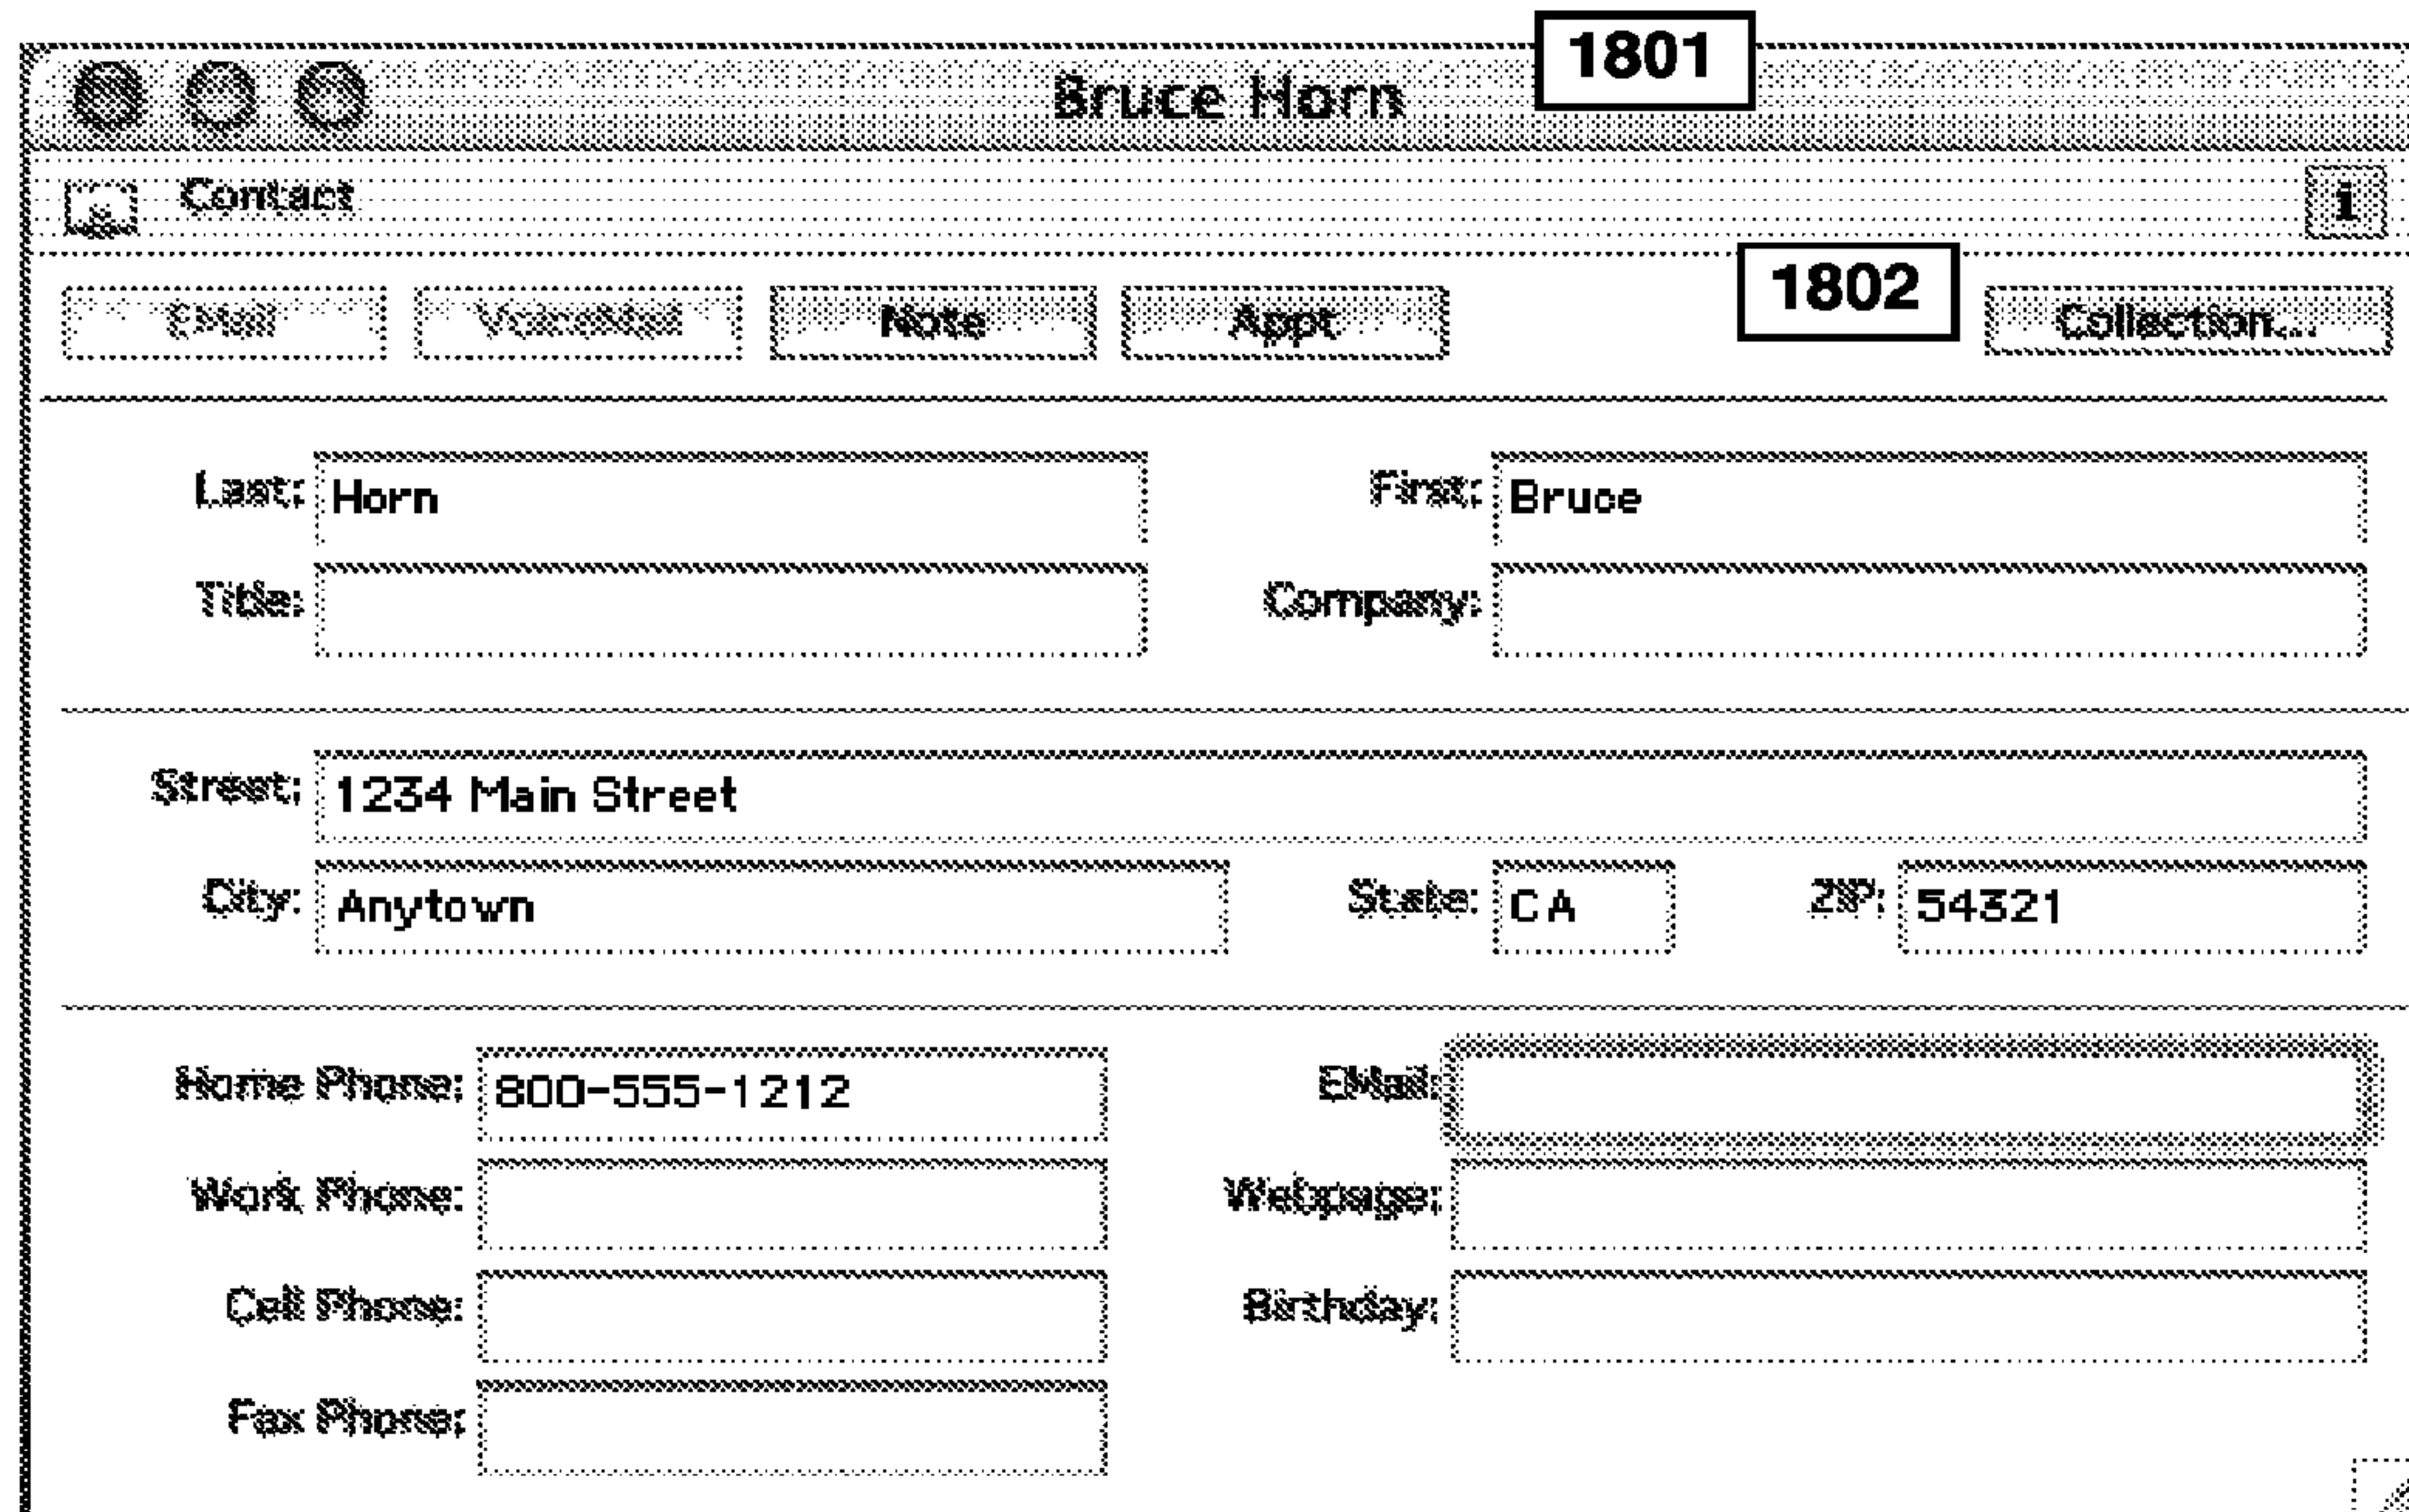 1801
Bruce Horn
Contact i
1802
EMail VoiceMail Note Appt Collection...
Last: Horn First: Bruce
Title: Company:
Street: 1234 Main Street
City: Anytown State: CA ZIP: 54321
Home Phone: 800-555-1212 EMail:
Work Phone: Webpage:
Cell Phone: Birthday:
Fax Phone: